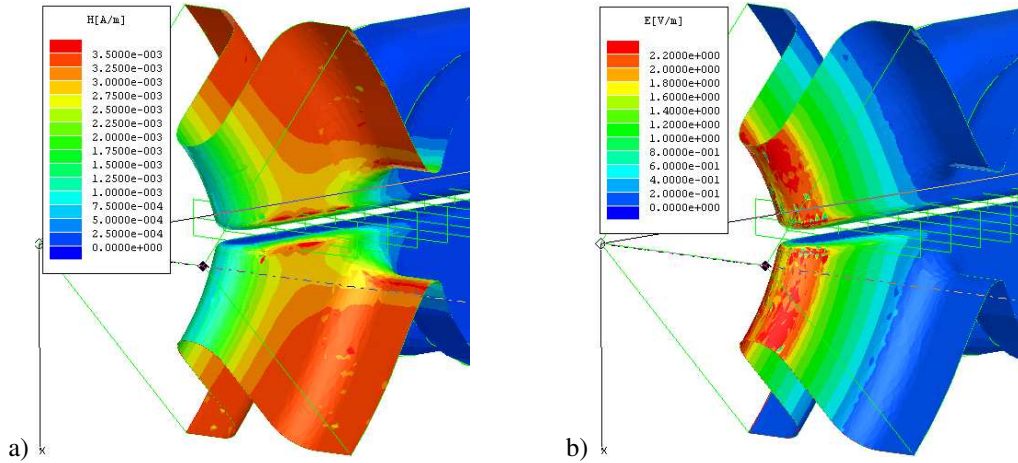 H[A/m]
3.5000e-003
3.2500e-003
3.0000e-003
2.7500e-003
2.5000e-003
2.2500e-003
2.0000e-003
1.7500e-003
1.5000e-003
1.2500e-003
1.0000e-003
7.5000e-004
5.0000e-004
2.5000e-004
0.0000e+000
E[V/m]
2.2000e+000
2.0000e+000
1.8000e+000
1.6000e+000
1.4000e+000
1.2000e+000
1.0000e+000
8.0000e-001
6.0000e-001
4.0000e-001
2.0000e-001
0.0000e+000
a)
x
b)
x